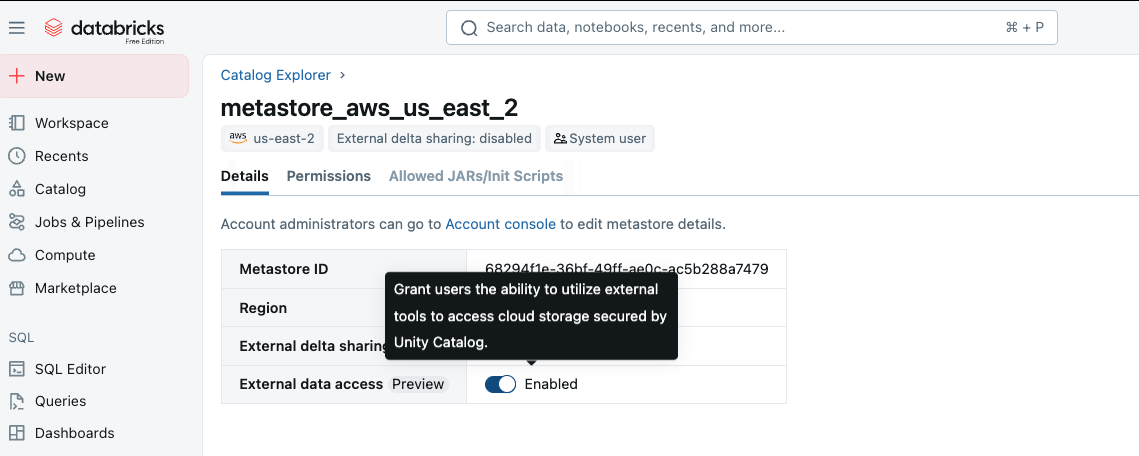 databricks
Free Edition
Search data, notebooks, recents, and more...
⌘ + P
New
Workspace
Recents
Catalog
Jobs & Pipelines
Compute
Marketplace
SQL
SQL Editor
Queries
Dashboards
Catalog Explorer ›
metastore_aws_us_east_2
aws us-east-2
External delta sharing: disabled
System user
Details
Permissions
Allowed JARs/Init Scripts
Account administrators can go to Account console to edit metastore details.
Metastore ID
68294f1e-36bf-49ff-ae0c-ac5b288a7479
Grant users the ability to utilize external
tools to access cloud storage secured by
Unity Catalog.
Region
External delta sharing
External data access Preview
Enabled